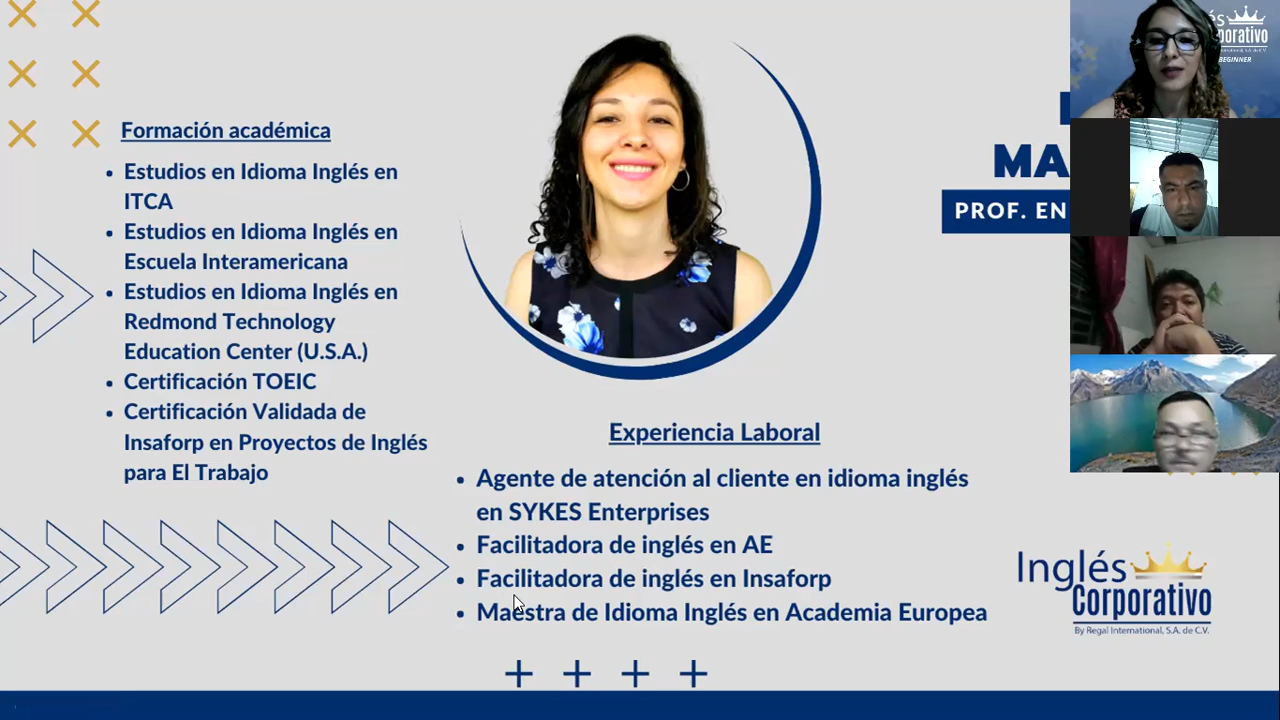 Formación académica
Estudios en Idioma Inglés en
ITCA
Estudios en Idioma Inglés en
Escuela Interamericana
Estudios en Idioma Inglés en
Redmond Technology
Education Center (U.S.A.)
Certificación TOEIC
Certificación Validada de
Insaforp en Proyectos de Inglés
para El Trabajo
MA
PROF. EN
Experiencia Laboral
Agente de atención al cliente en idioma inglés
en SYKES Enterprises
Facilitadora de inglés en AE
Facilitadora de inglés en Insaforp
Maestra de Idioma Inglés en Academia Europea
Inglés
Corporativo
By Regal International, S.A. de C.V.
BEGINNER